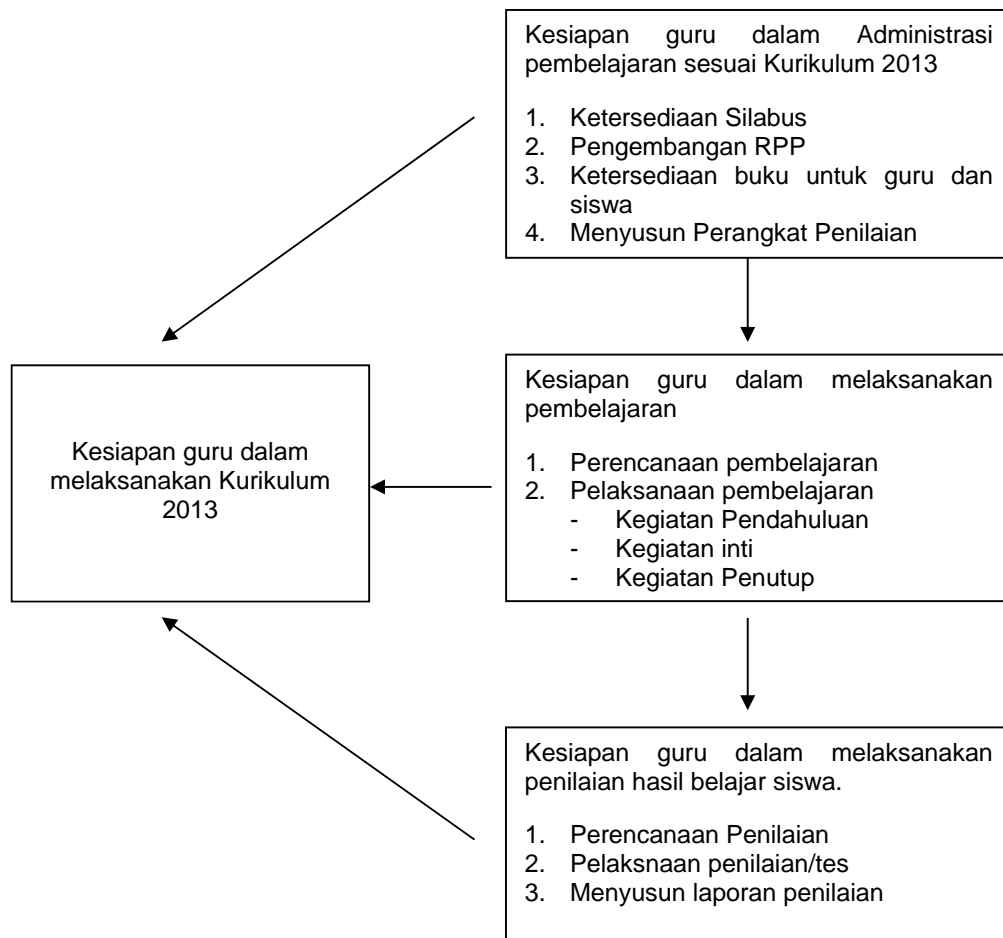 Kesiapan guru dalam Administrasi
pembelajaran sesuai Kurikulum 2013
1. Ketersediaan Silabus
2. Pengembangan RPP
3. Ketersediaan buku untuk guru dan
siswa
4. Menyusun Perangkat Penilaian
Kesiapan guru dalam
melaksanakan Kurikulum
2013
Kesiapan guru dalam melaksanakan
pembelajaran
1. Perencanaan pembelajaran
2. Pelaksanaan pembelajaran
- Kegiatan Pendahuluan
- Kegiatan inti
- Kegiatan Penutup
Kesiapan guru dalam melaksanakan
penilaian hasil belajar siswa.
1. Perencanaan Penilaian
2. Pelaksnaan penilaian/tes
3. Menyusun laporan penilaian